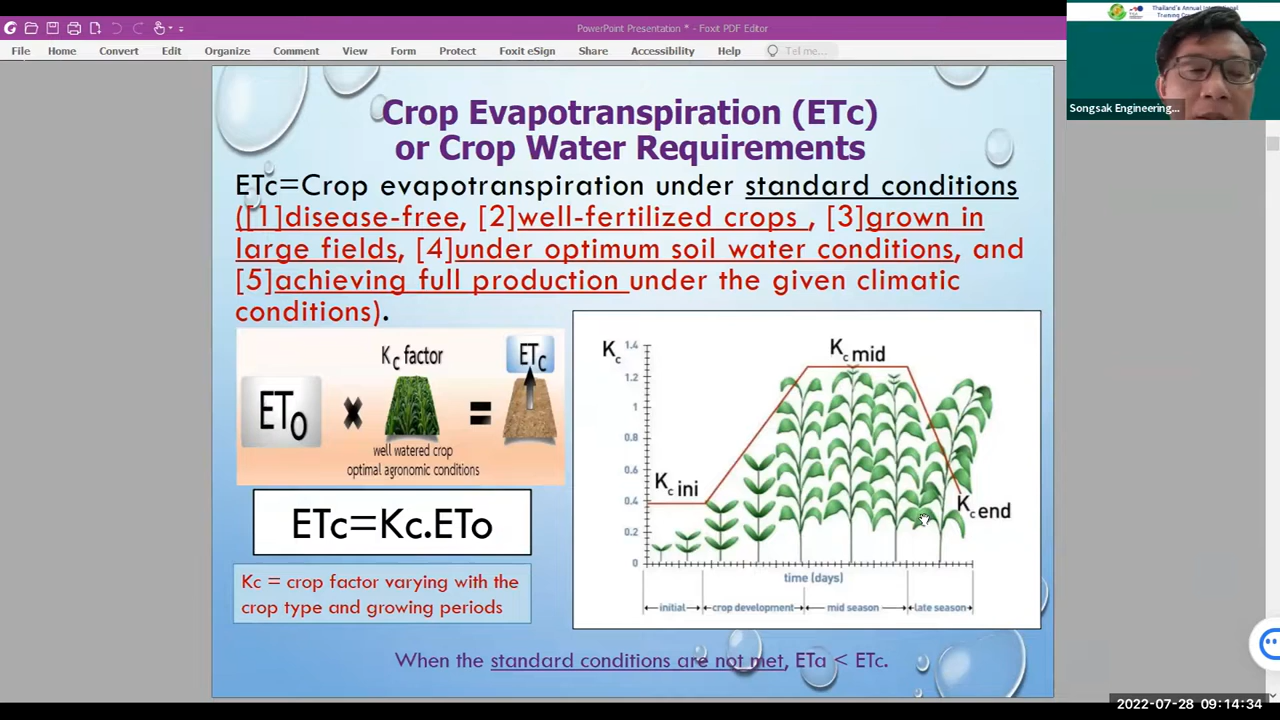 PowerPoint Presentation * - Foxit PDF Editor
File Home Convert Edit Organize Comment View Form Protect Foxit eSign Share Accessibility Help Tell me...
Thailand's Annual International
Training Co
Songsak Engineering...
Crop Evapotranspiration (ETc)
or Crop Water Requirements
ETc=Crop evapotranspiration under standard conditions
([1]disease-free, [2]well-fertilized crops , [3]grown in
large fields, [4]under optimum soil water conditions, and
[5]achieving full production under the given climatic
conditions).
Kc factor
ETc
ETo × =
well watered crop
optimal agronomic conditions
ETc=Kc.ETo
Kc = crop factor varying with the
crop type and growing periods
Kc
1.4
1.2
1
0.8
0.6
0.4
0.2
0
Kc mid
Kc ini
Kc end
time (days)
initial crop development mid season late season
When the standard conditions are not met, ETa < ETc.
2022-07-28 09:14:34